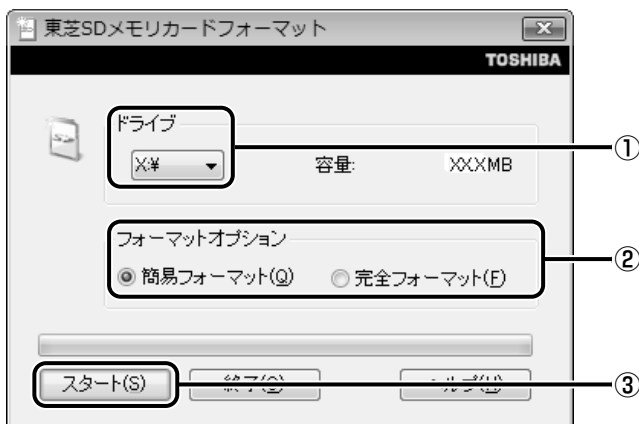 東芝SDメモリカードフォーマット
TOSHIBA
ドライブ
X:¥
容量:
XXXMB
①
フォーマットオプション
簡易フォーマット(Q)
完全フォーマット(F)
②
スタート(S)
③